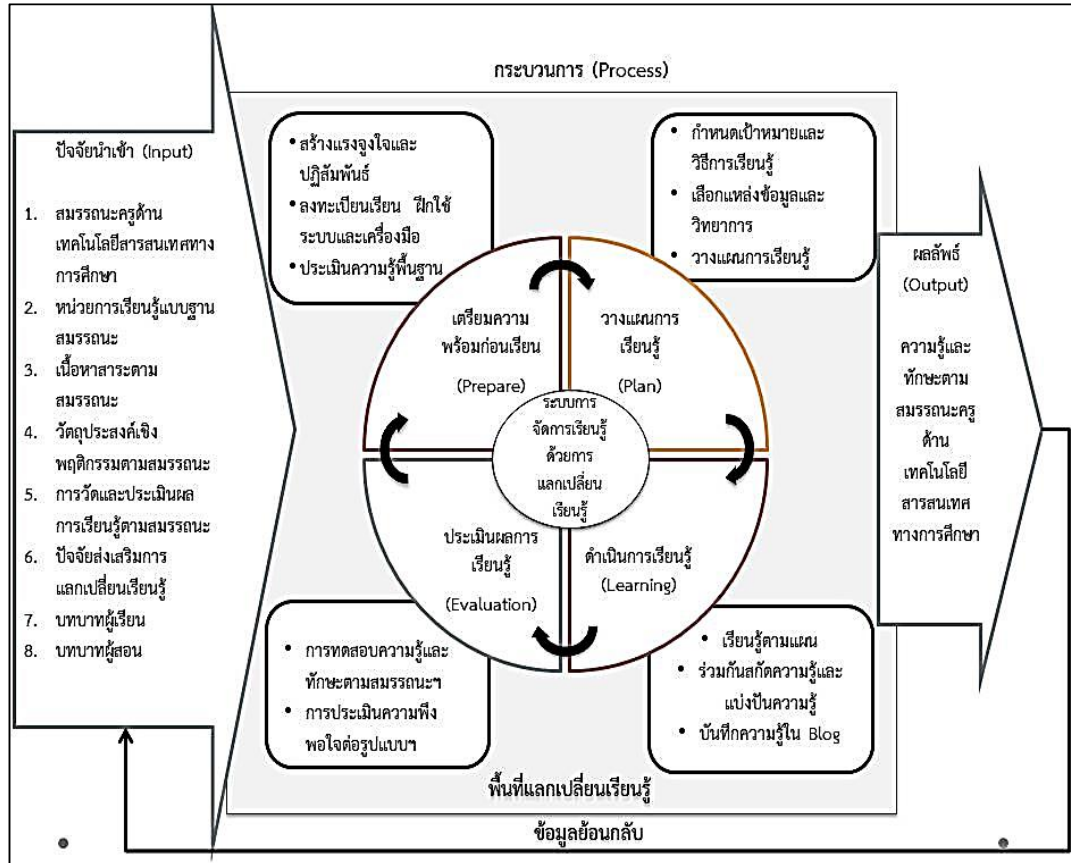 กระบวนการ (Process)
ปัจจัยนำเข้า (Input)
1. สมรรถนะครูด้าน
เทคโนโลยีสารสนเทศทาง
การศึกษา
2. หน่วยการเรียนรู้แบบฐาน
สมรรถนะ
3. เนื้อหาสาระตาม
สมรรถนะ
4. วัตถุประสงค์เชิง
พฤติกรรมตามสมรรถนะ
5. การวัดและประเมินผล
การเรียนรู้ตามสมรรถนะ
6. ปัจจัยส่งเสริมการ
แลกเปลี่ยนเรียนรู้
7. บทบาทผู้เรียน
8. บทบาทผู้สอน
• สร้างแรงจูงใจและ
ปฏิสัมพันธ์
• ลงทะเบียนเรียน ฝึกใช้
ระบบและเครื่องมือ
• ประเมินความรู้พื้นฐาน
• กำหนดเป้าหมายและ
วิธีการเรียนรู้
• เลือกแหล่งข้อมูลและ
วิทยาการ
• วางแผนการเรียนรู้
เตรียมความ
พร้อมก่อนเรียน
(Prepare)
วางแผนการ
เรียนรู้
(Plan)
ระบบการ
จัดการเรียนรู้
ด้วยการ
แลกเปลี่ยน
เรียนรู้
ประเมินผลการ
เรียนรู้
(Evaluation)
ดำเนินการเรียนรู้
(Learning)
• การทดสอบความรู้และ
ทักษะตามสมรรถนะฯ
• การประเมินความพึง
พอใจต่อรูปแบบฯ
• เรียนรู้ตามแผน
• ร่วมกันสกัดความรู้และ
แบ่งปันความรู้
• บันทึกความรู้ใน Blog
ผลลัพธ์
(Output)
ความรู้และ
ทักษะตาม
สมรรถนะครู
ด้าน
เทคโนโลยี
สารสนเทศ
ทางการศึกษา
พื้นที่แลกเปลี่ยนเรียนรู้
ข้อมูลย้อนกลับ